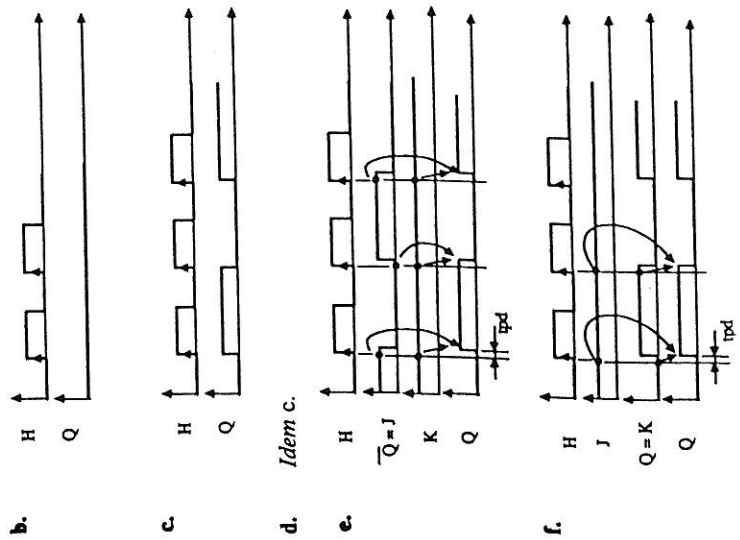 b.
H
Q
c.
H
Q
d. Idem c.
e.
H
Q̅ = J
K
Q
tpd
f.
H
J
Q = K
Q
tpd